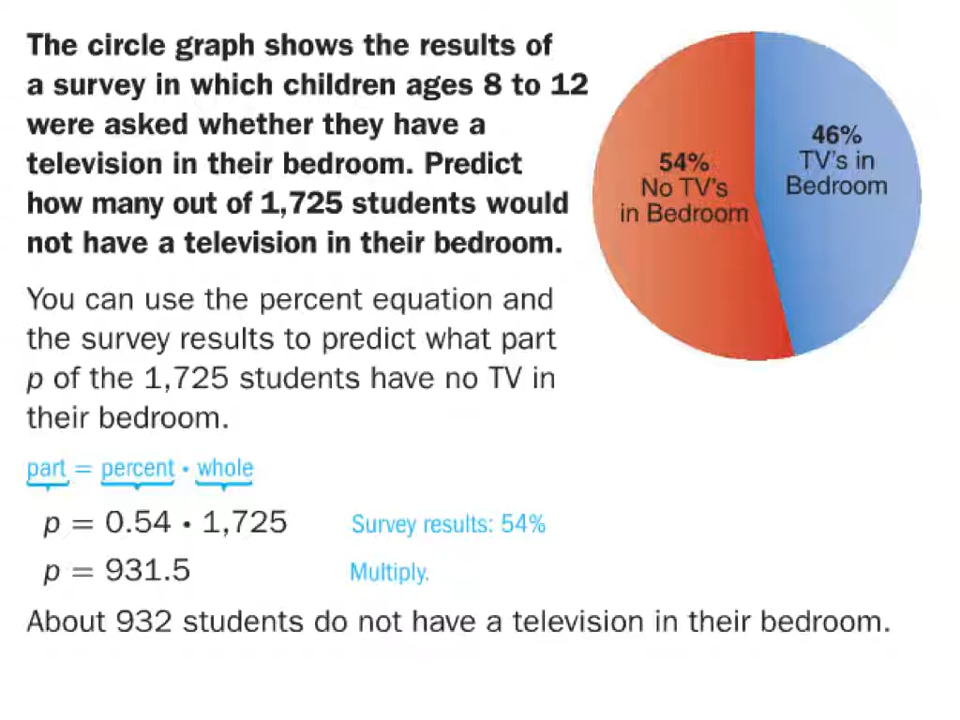 The circle graph shows the results of
a survey in which children ages 8 to 12
were asked whether they have a
television in their bedroom. Predict
how many out of 1,725 students would
not have a television in their bedroom.
54%
No TV's
in Bedroom
46%
TV's in
Bedroom
You can use the percent equation and
the survey results to predict what part
p of the 1,725 students have no TV in
their bedroom.
part = percent • whole
p = 0.54 • 1,725 Survey results: 54%
p = 931.5 Multiply.
About 932 students do not have a television in their bedroom.